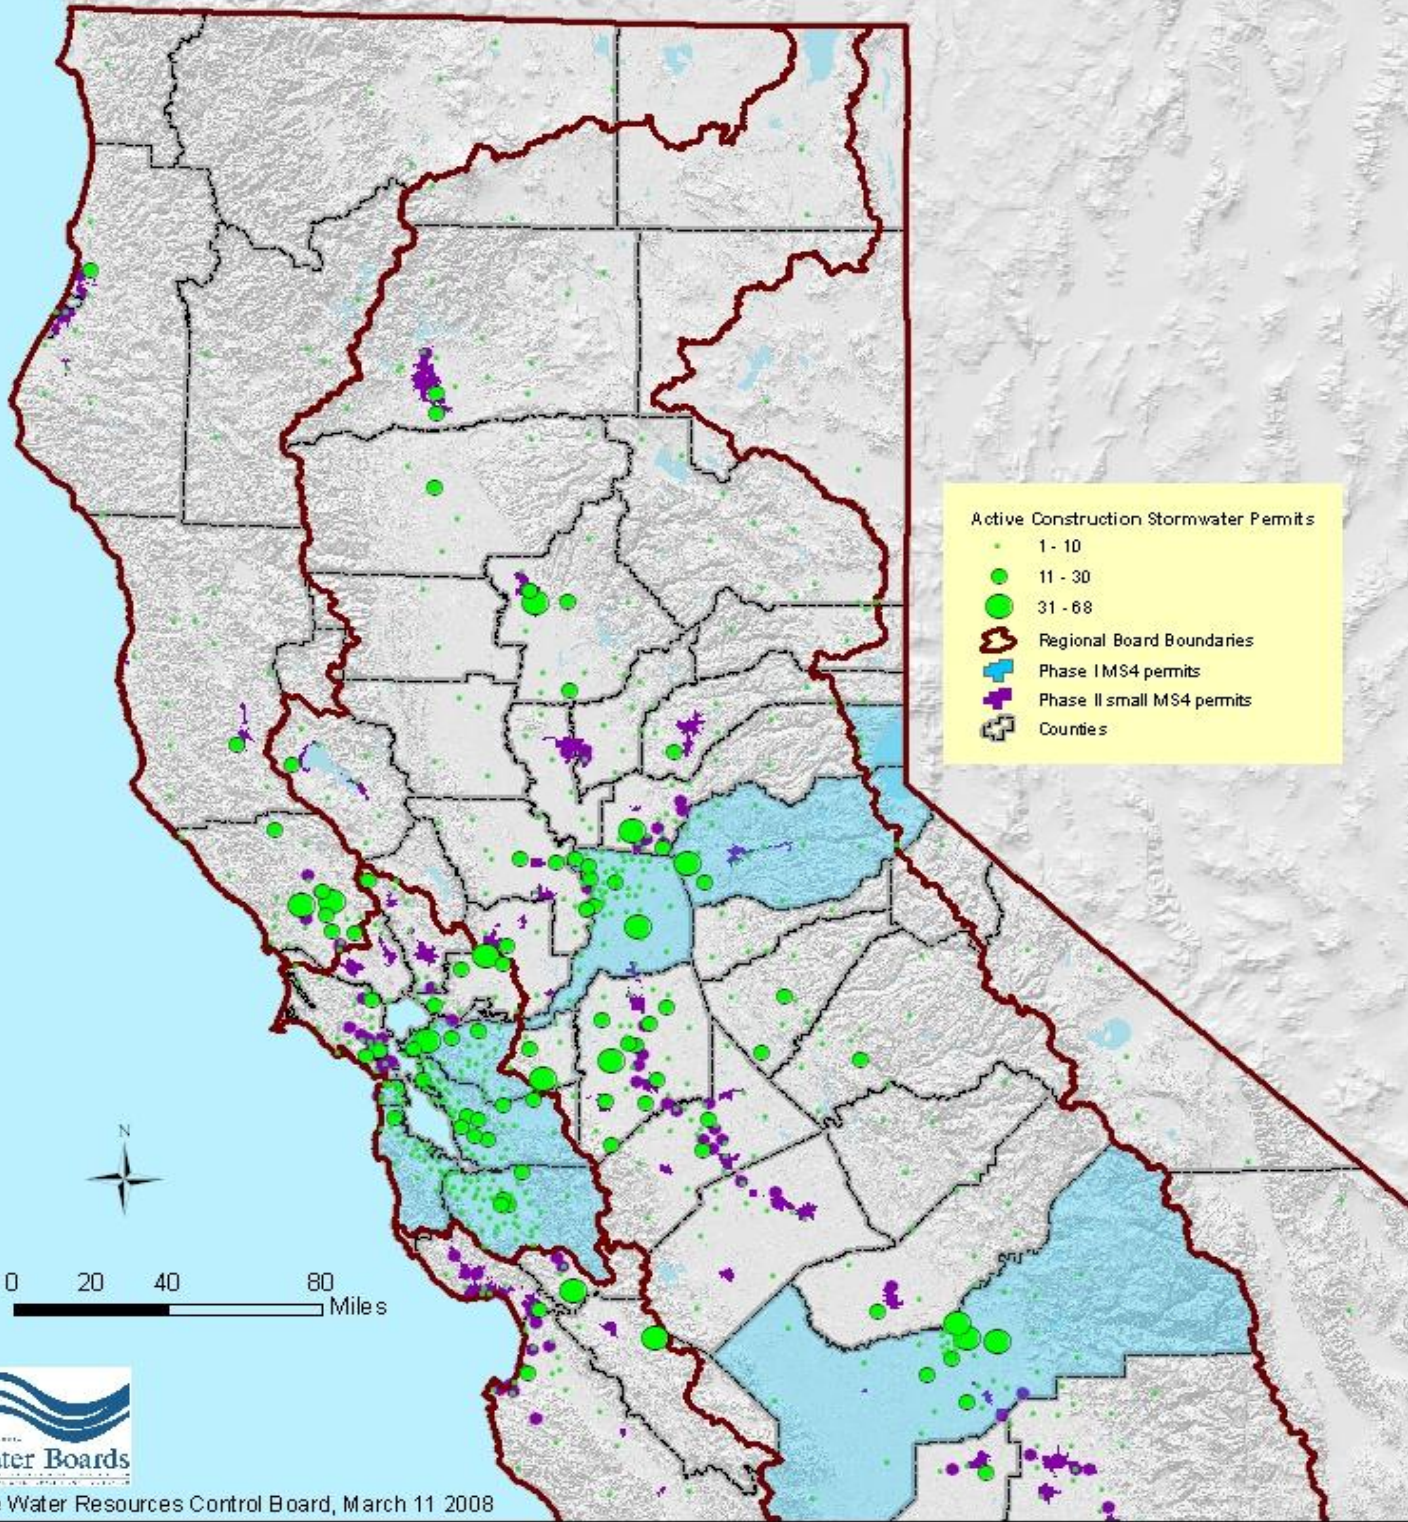 Active Construction Stormwater Permits
1 - 10
11 - 30
31 - 68
Regional Board Boundaries
Phase I MS4 permits
Phase II small MS4 permits
Counties
N
0 20 40 80
Miles
ater Boards
Water Resources Control Board, March 11 2008